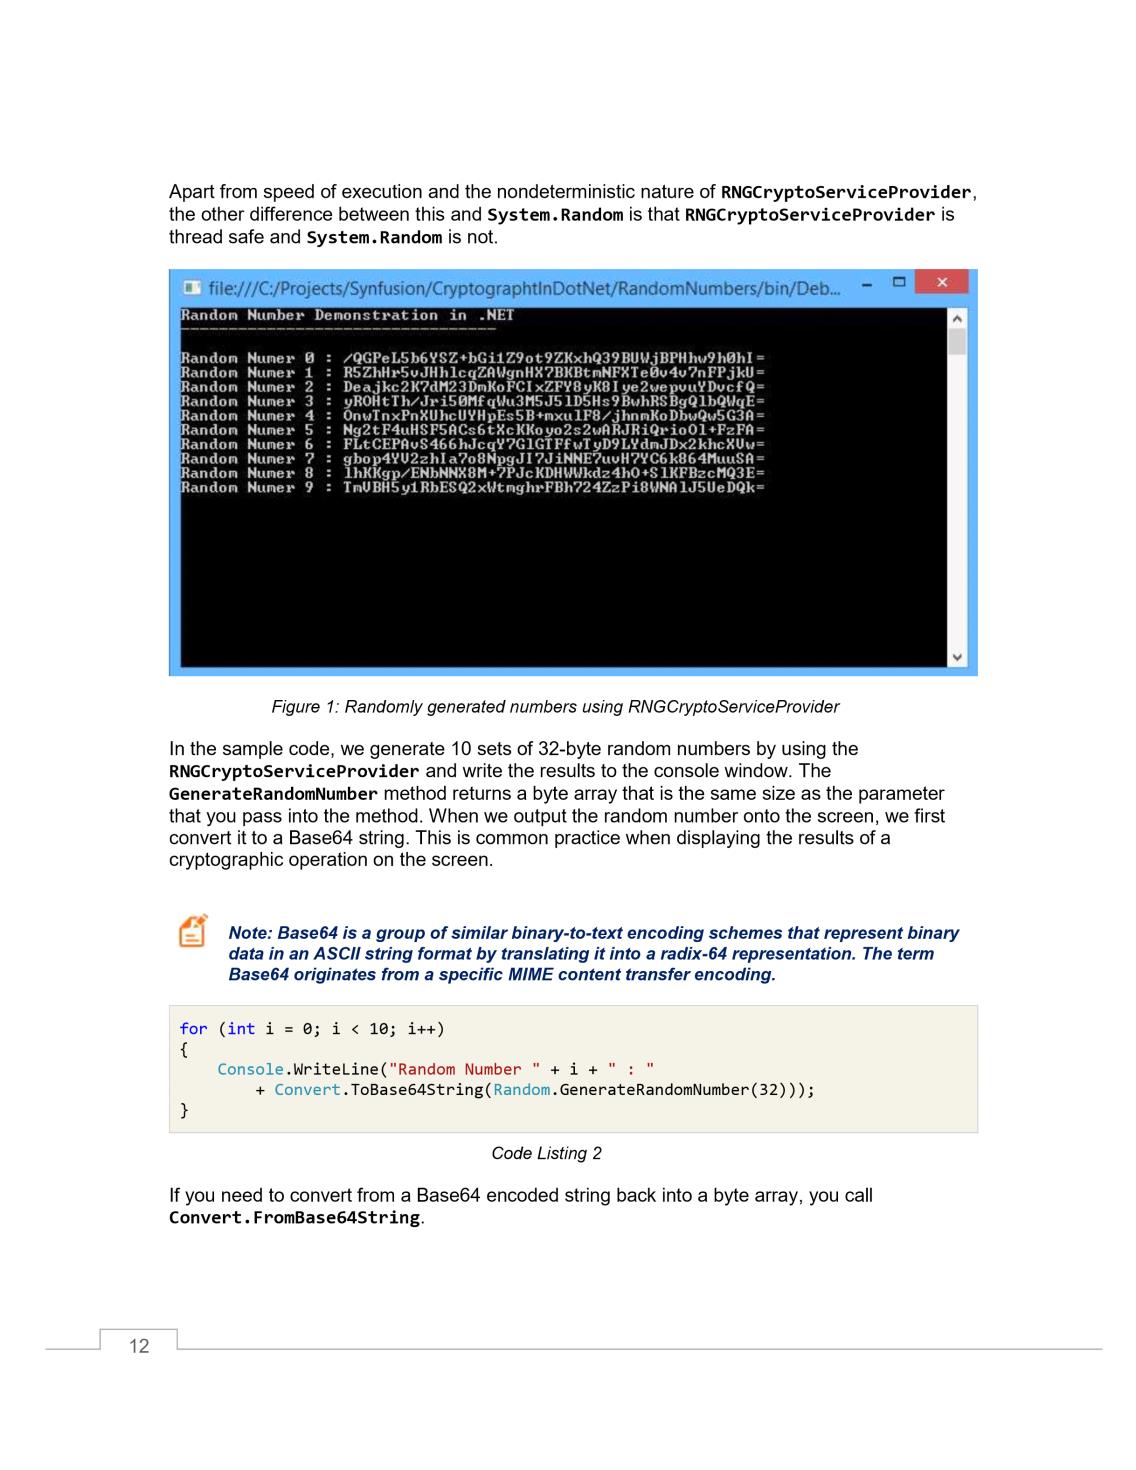 Apart from speed of execution and the nondeterministic nature of RNGCryptoServiceProvider,
the other difference between this and System.Random is that RNGCryptoServiceProvider is
thread safe and System.Random is not.
file:///C:/Projects/Synfusion/CryptographtInDotNet/RandomNumbers/bin/Deb...
Random Number Demonstration in .NET
---------------------------------
Random Numer 0 : /QGPeL5b6YSZ+bGi1Z9ot9ZKxhQ39BUWjBPHhw9h0hI=
Random Numer 1 : R5ZhHr5vJHhlcqZAWgnHX7BKBtmNFXTe0v4v7nFPjkU=
Random Numer 2 : Deajkc2K7dM23DmKoFCIxZFY8yK8Iye2wepvuYDvcfQ=
Random Numer 3 : yROHtTh/Jri50MfqWu3M5J5lD5Hs9BwhRSBgQlbQWqE=
Random Numer 4 : OnwTnxPnXUhcUYHpEs5B+mxulF8/jhnmKoDbwQw5G3A=
Random Numer 5 : Ng2tF4uHSF5ACs6tXcKKoyo2s2wARJRiQrioOl+FzFA=
Random Numer 6 : FLtCEPAvS466hJcqY7GlGTFfwTyD9LYdmJDx2khcXVw=
Random Numer 7 : gbop4YV2zhIa7o8NpgJI7JiNNE7uvH7YC6k864MuuSA=
Random Numer 8 : lhKKgp/ENbNNX8M+7PJcKDHWWkdz4hO+SlKFBzcMQ3E=
Random Numer 9 : TmVBH5y1RbESQ2xWtmghrFBh724ZzPi8WNAlJ5UeDQk=
Figure 1: Randomly generated numbers using RNGCryptoServiceProvider
In the sample code, we generate 10 sets of 32-byte random numbers by using the
RNGCryptoServiceProvider and write the results to the console window. The
GenerateRandomNumber method returns a byte array that is the same size as the parameter
that you pass into the method. When we output the random number onto the screen, we first
convert it to a Base64 string. This is common practice when displaying the results of a
cryptographic operation on the screen.
Note: Base64 is a group of similar binary-to-text encoding schemes that represent binary
data in an ASCII string format by translating it into a radix-64 representation. The term
Base64 originates from a specific MIME content transfer encoding.
for (int i = 0; i < 10; i++)
{
Console.WriteLine("Random Number " + i + " : "
+ Convert.ToBase64String(Random.GenerateRandomNumber(32)));
}
Code Listing 2
If you need to convert from a Base64 encoded string back into a byte array, you call
Convert.FromBase64String.
12